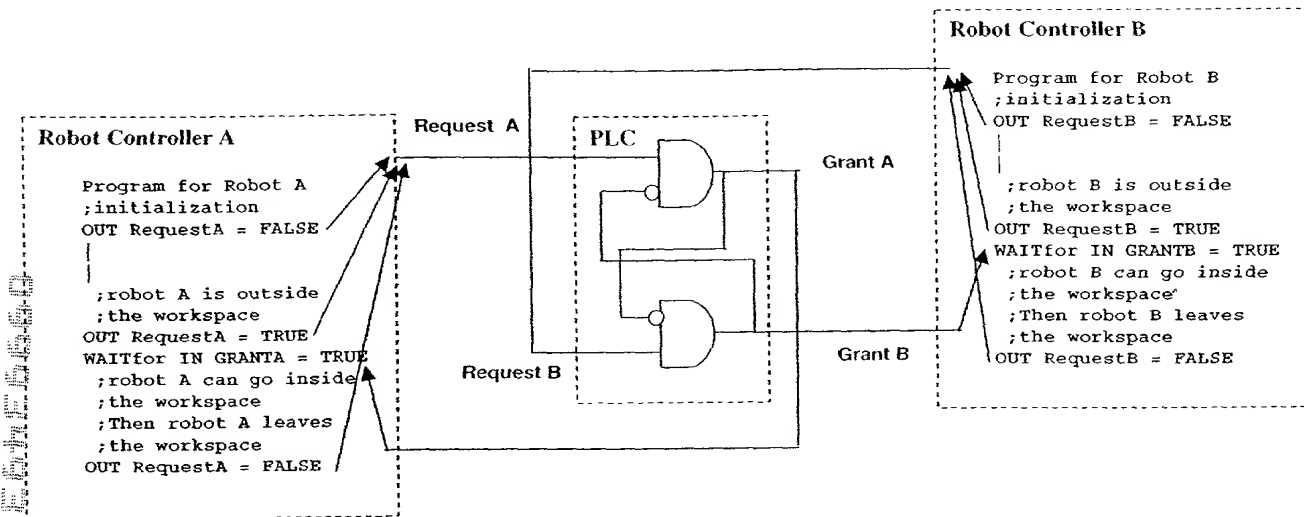 Robot Controller B
Program for Robot B
;initialization
OUT RequestB = FALSE
;robot B is outside
;the workspace
OUT RequestB = TRUE
WAITfor IN GRANTB = TRUE
;robot B can go inside
;the workspace
;Then robot B leaves
;the workspace
OUT RequestB = FALSE
Robot Controller A
Program for Robot A
;initialization
OUT RequestA = FALSE
;robot A is outside
;the workspace
OUT RequestA = TRUE
WAITfor IN GRANTA = TRUE
;robot A can go inside
;the workspace
;Then robot A leaves
;the workspace
OUT RequestA = FALSE
Request A
PLC
Grant A
Request B
Grant B